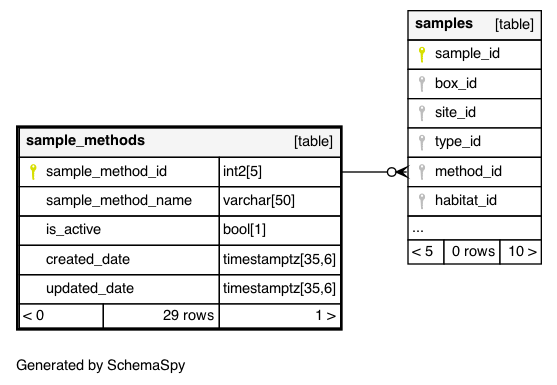 samples [table]
sample_id
box_id
site_id
type_id
method_id
habitat_id
...
< 5 0 rows 10 >
sample_methods [table]
sample_method_id int2[5]
sample_method_name varchar[50]
is_active bool[1]
created_date timestamptz[35,6]
updated_date timestamptz[35,6]
< 0 29 rows 1 >
Generated by SchemaSpy